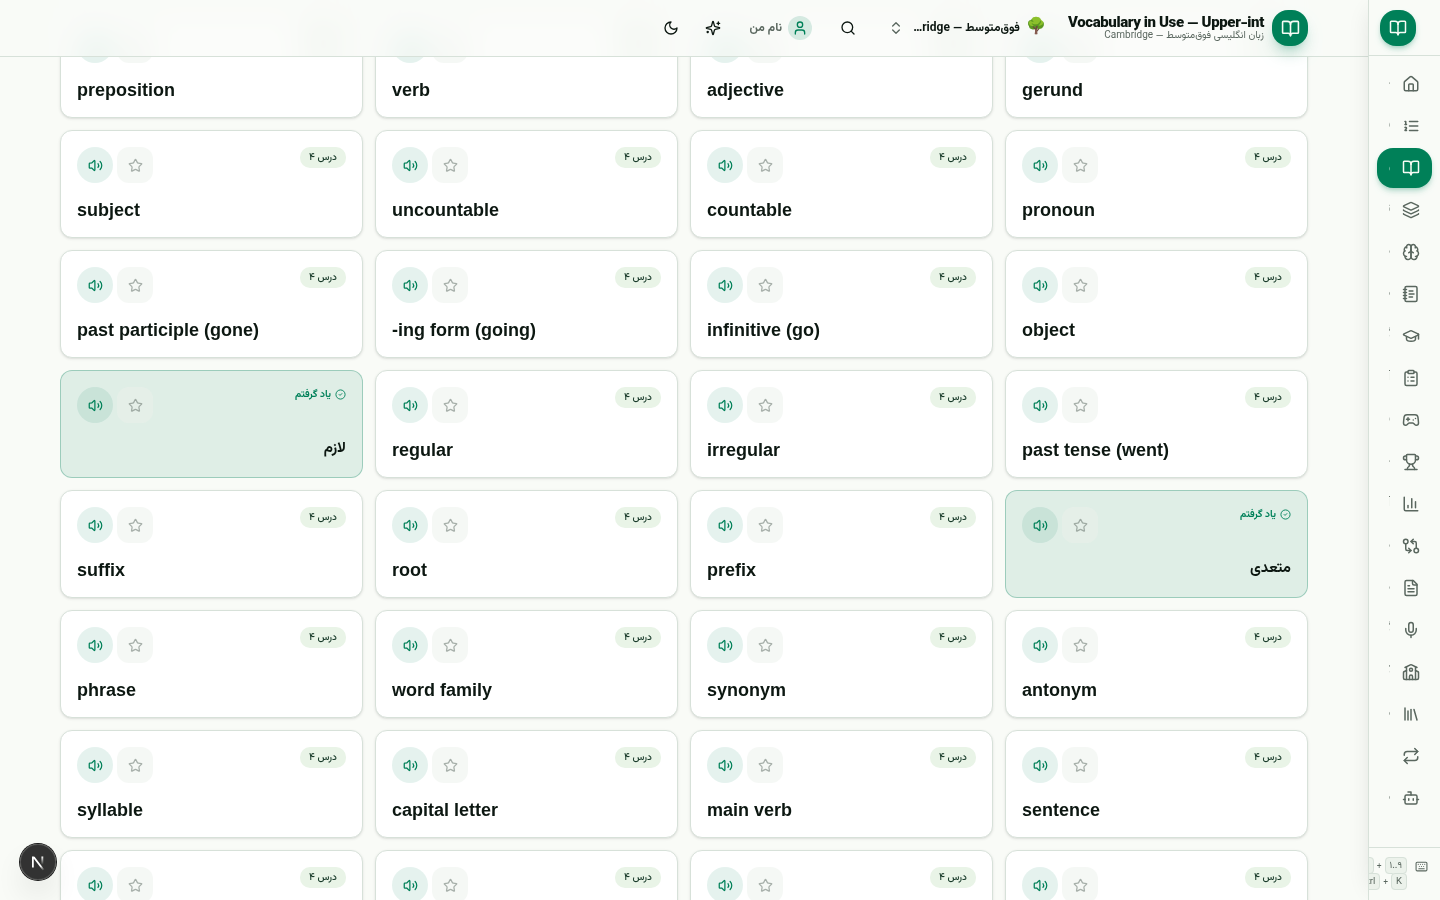 Vocabulary in Use — Upper-int
زبان انگلیسی فوق‌متوسط — Cambridge
فوق‌متوسط — ridge...
نام من
gerund
adjective
verb
preposition
درس ۴
pronoun
درس ۴
countable
درس ۴
uncountable
درس ۴
subject
درس ۴
object
درس ۴
infinitive (go)
درس ۴
-ing form (going)
درس ۴
past participle (gone)
درس ۴
past tense (went)
درس ۴
irregular
درس ۴
regular
یاد گرفتم
لازم
یاد گرفتم
متعدی
درس ۴
prefix
درس ۴
root
درس ۴
suffix
درس ۴
antonym
درس ۴
synonym
درس ۴
word family
درس ۴
phrase
درس ۴
sentence
درس ۴
main verb
درس ۴
capital letter
درس ۴
syllable
درس ۴
درس ۴
درس ۴
درس ۴
N
+ ۱..۹
+ K